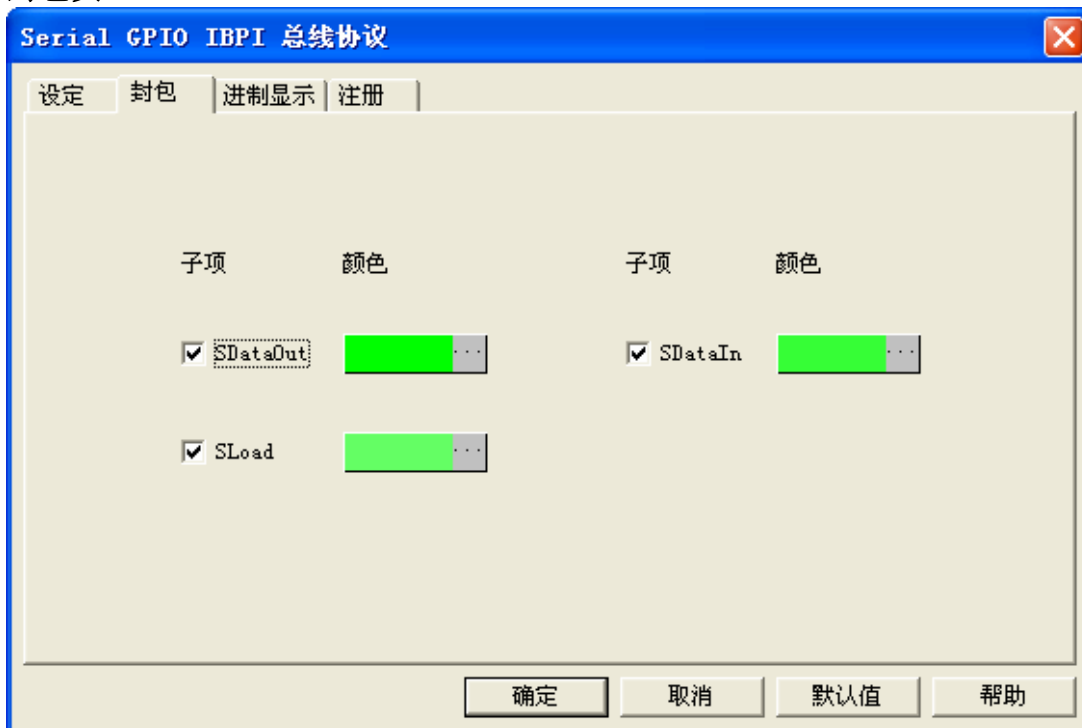 Serial GPIO IBPI 总线协议
设定 封包 进制显示 注册
子项 颜色 子项 颜色
SDataOut ... SDataIn ...
SLoad ...
确定 取消 默认值 帮助